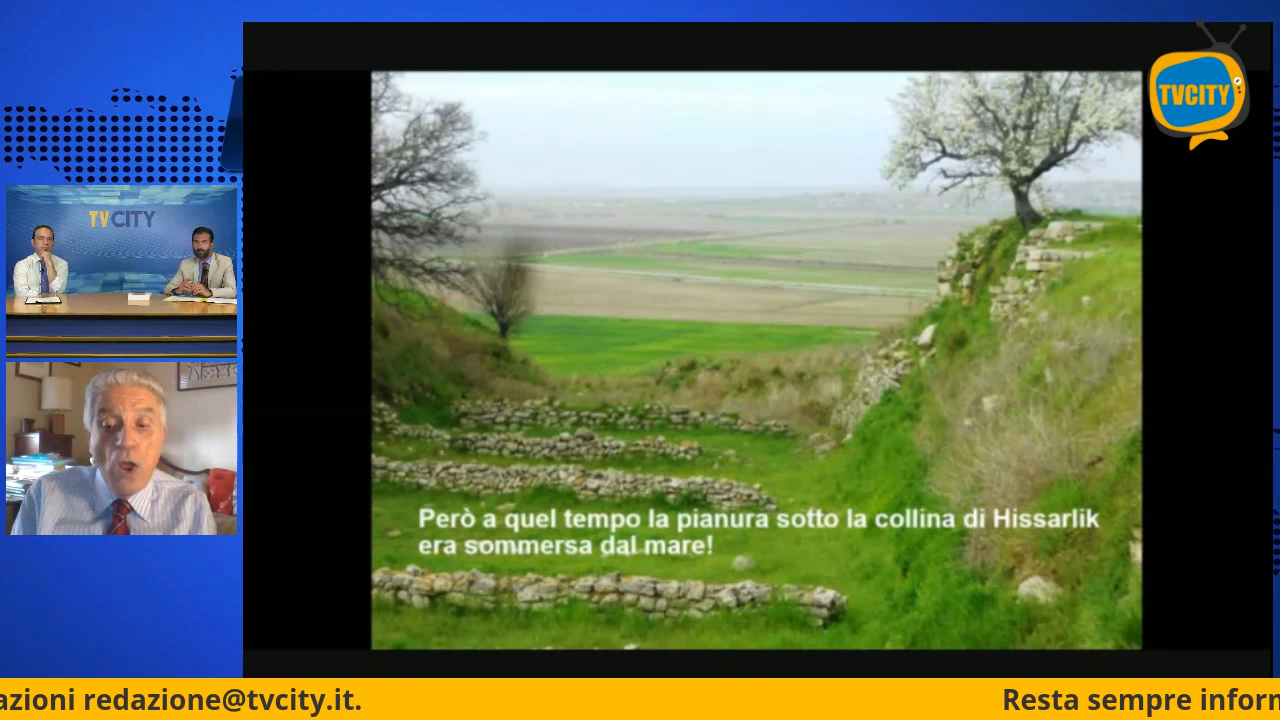 TVCITY
TVCITY
Però a quel tempo la pianura sotto la collina di Hissarlik
era sommersa dal mare!
azioni redazione@tvcity.it.
Resta sempre inforn